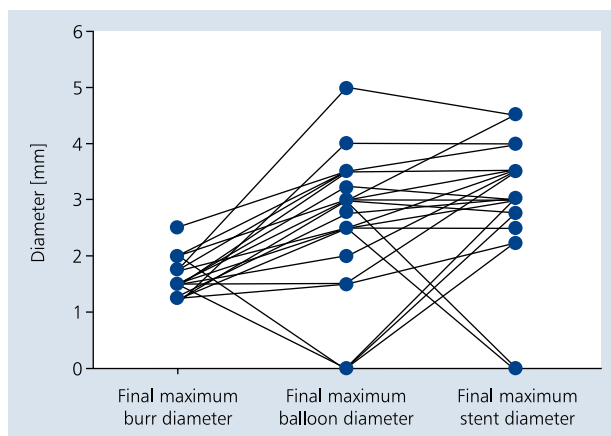 6
5
4
3
2
1
0
Diameter [mm]
Final maximum
burr diameter
Final maximum
balloon diameter
Final maximum
stent diameter